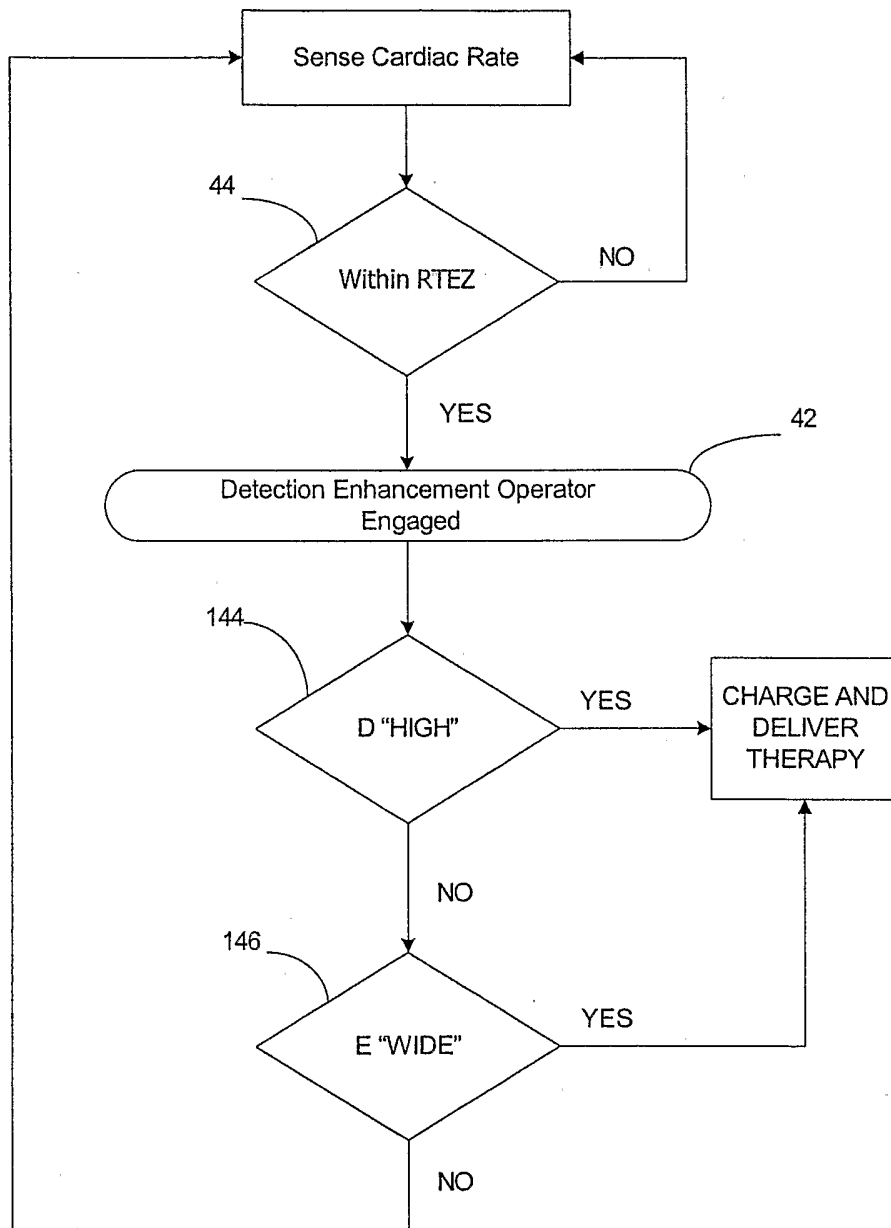 Sense Cardiac Rate
44
Within RTEZ
NO
YES
42
Detection Enhancement Operator
Engaged
144
D “HIGH”
YES
CHARGE AND
DELIVER
THERAPY
NO
146
E “WIDE”
YES
NO